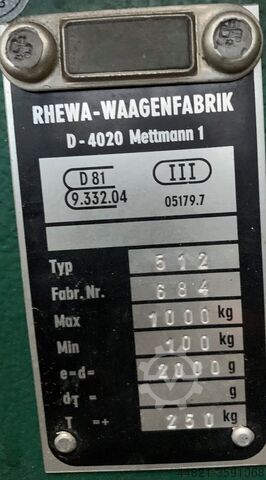 RHEWA-WAAGENFABRIK
D-4020 Mettmann 1
D 81 III
9.332.04 05179.7
Typ 512
Fabr. Nr. 684
Max 1000 kg
Min 100 kg
e=d= 2000 g
dT = g
T =+ 250 kg